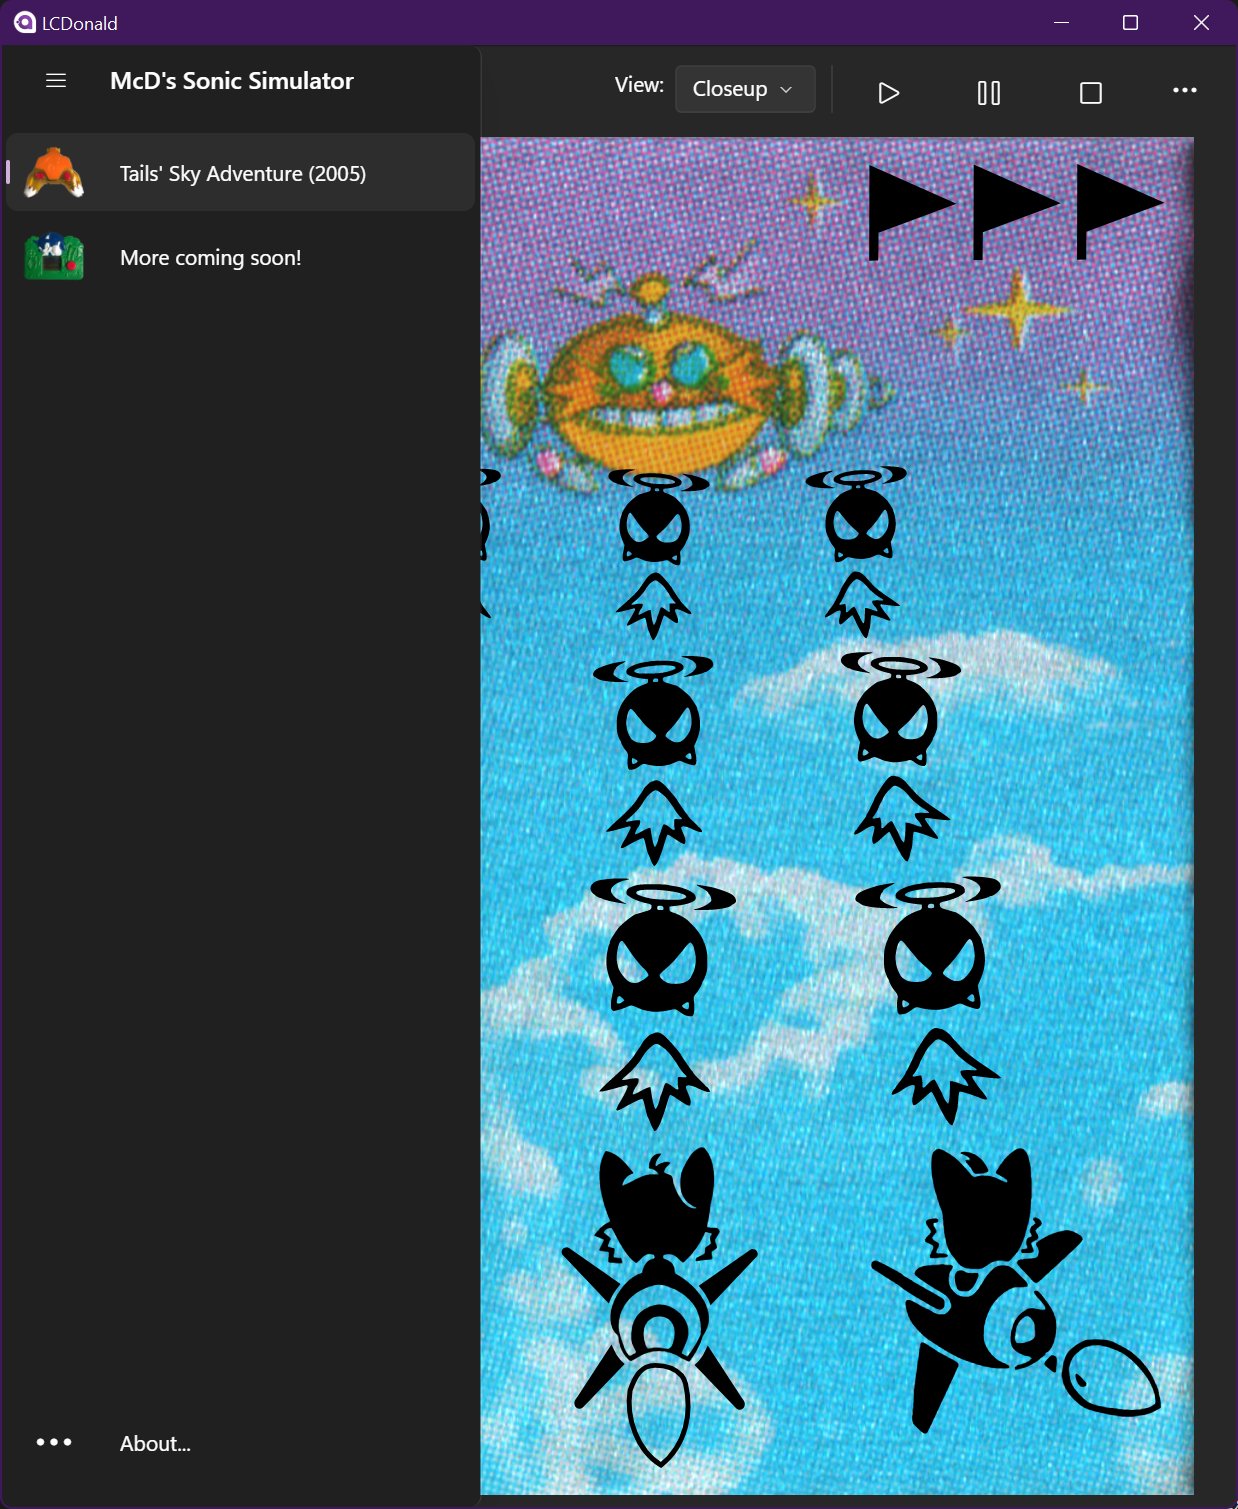 LCDonald
McD's Sonic Simulator
View:
Closeup
Tails' Sky Adventure (2005)
More coming soon!
About...